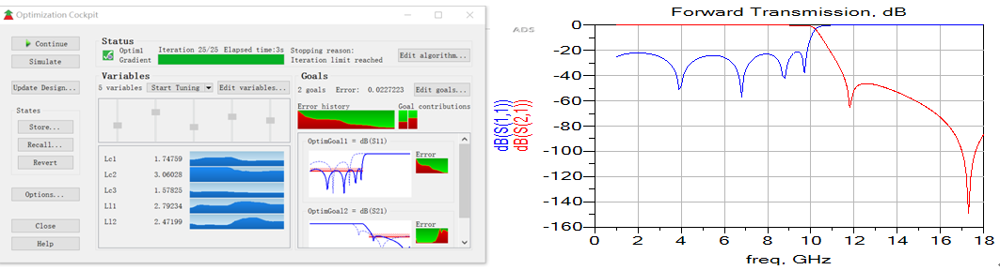 Optimization Cockpit
Continue
Simulate
Update Design...
States
Store...
Recall...
Revert
Options...
Close
Help
Status
Optim1
Gradient
Iteration 25/25 Elapsed time:3s
Stopping reason:
Iteration limit reached
Edit algorithm...
Variables
5 variables
Start Tuning
Edit variables...
Lc1 1.74759
Lc2 3.06028
Lc3 1.57825
Ll1 2.79234
Ll2 2.47199
Goals
2 goals Error: 0.0227223
Edit goals...
Error history
Goal contributions
OptimGoal1 = dB(S11)
Error
OptimGoal2 = dB(S21)
Error
ADS
Forward Transmission, dB
dB(S(1,1))
dB(S(2,1))
0
-20
-40
-60
-80
-100
-120
-140
-160
0 2 4 6 8 10 12 14 16 18
freq, GHz